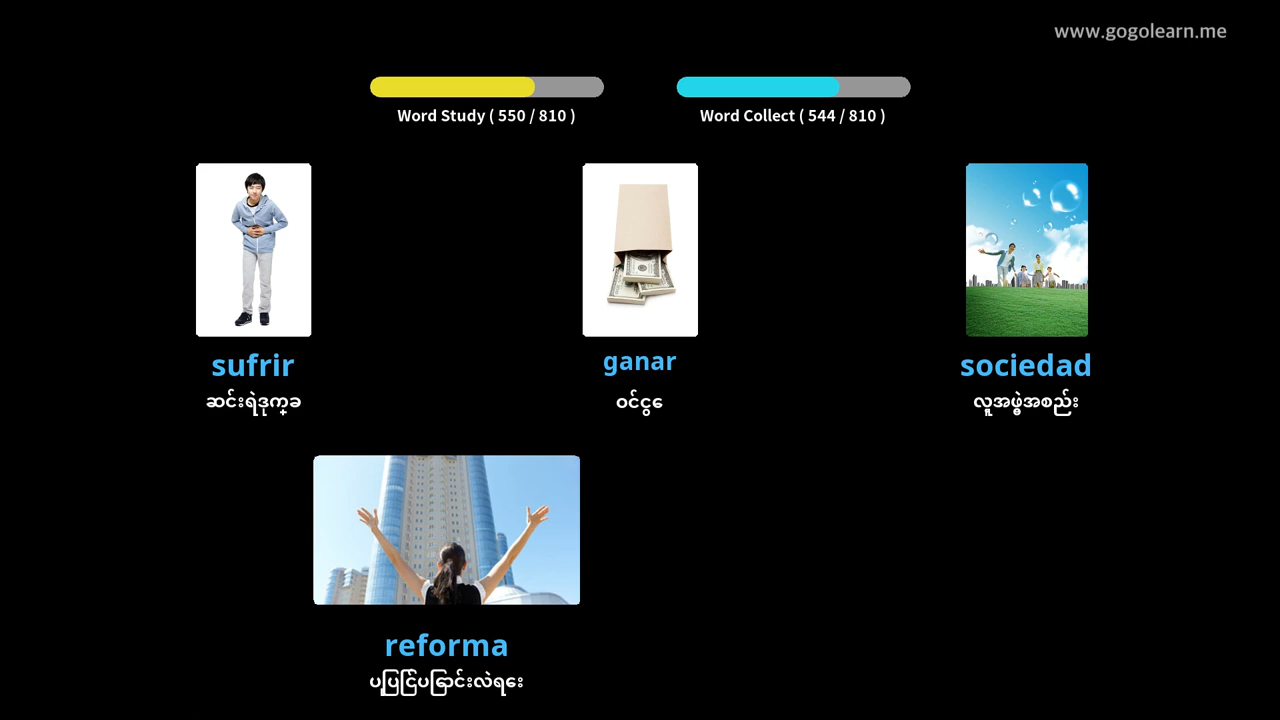 www.gogolearn.me
Word Study ( 550 / 810 )
Word Collect ( 544 / 810 )
sufrir
ဆင်းရဲဒုက္ခ
ganar
ဝင်ငွေ
sociedad
လူ့အဖွဲ့အစည်း
reforma
ပြုပြင်ပြောင်းလဲရေး